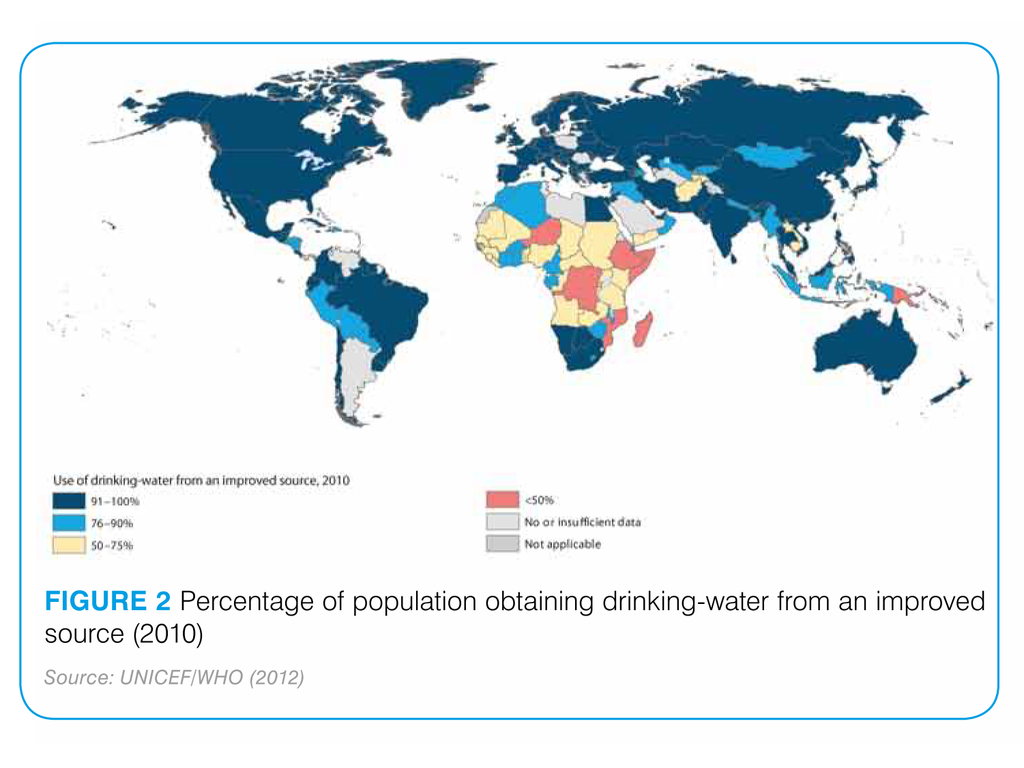 Use of drinking-water from an improved source, 2010
91–100%
76–90%
50–75%
<50%
No or insufficient data
Not applicable
FIGURE 2 Percentage of population obtaining drinking-water from an improved
source (2010)
Source: UNICEF/WHO (2012)